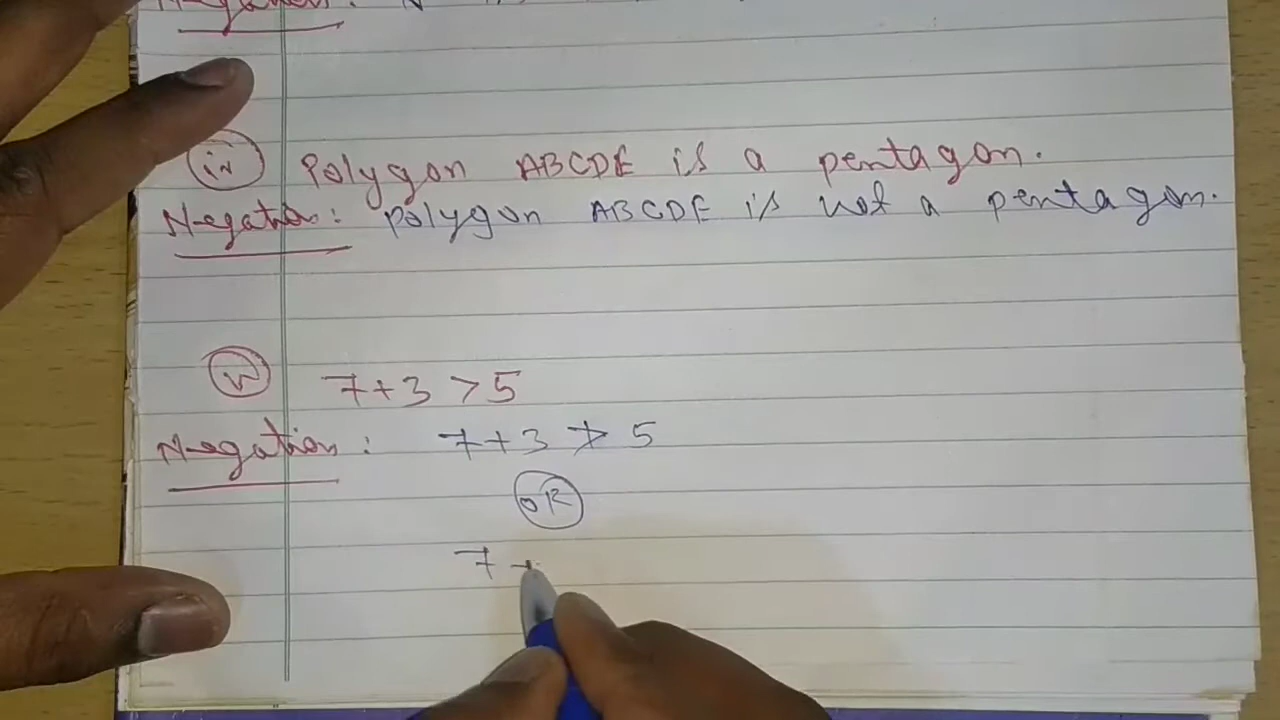 Negation:
(iv) Polygon ABCDE is a pentagon.
Negation: Polygon ABCDE is not a pentagon.
(v) 7+3 >5
Negation: 7+3 ≯ 5
OR
7 -